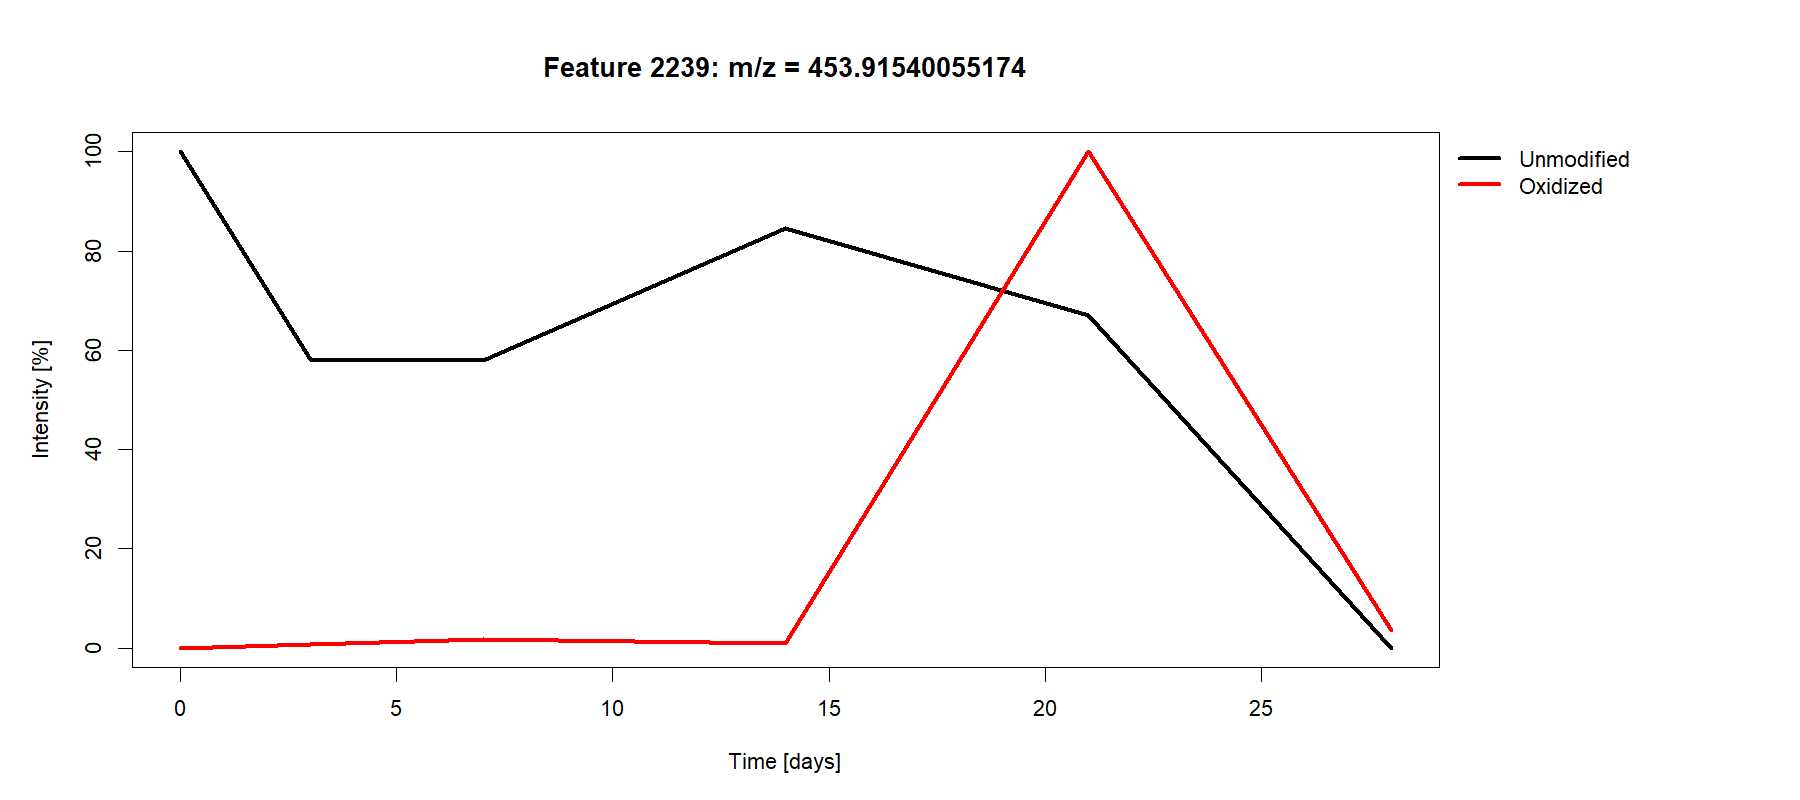 Feature 2239: m/z = 453.91540055174
Unmodified
Oxidized
Intensity [%]
100
80
60
40
20
0
0 5 10 15 20 25
Time [days]